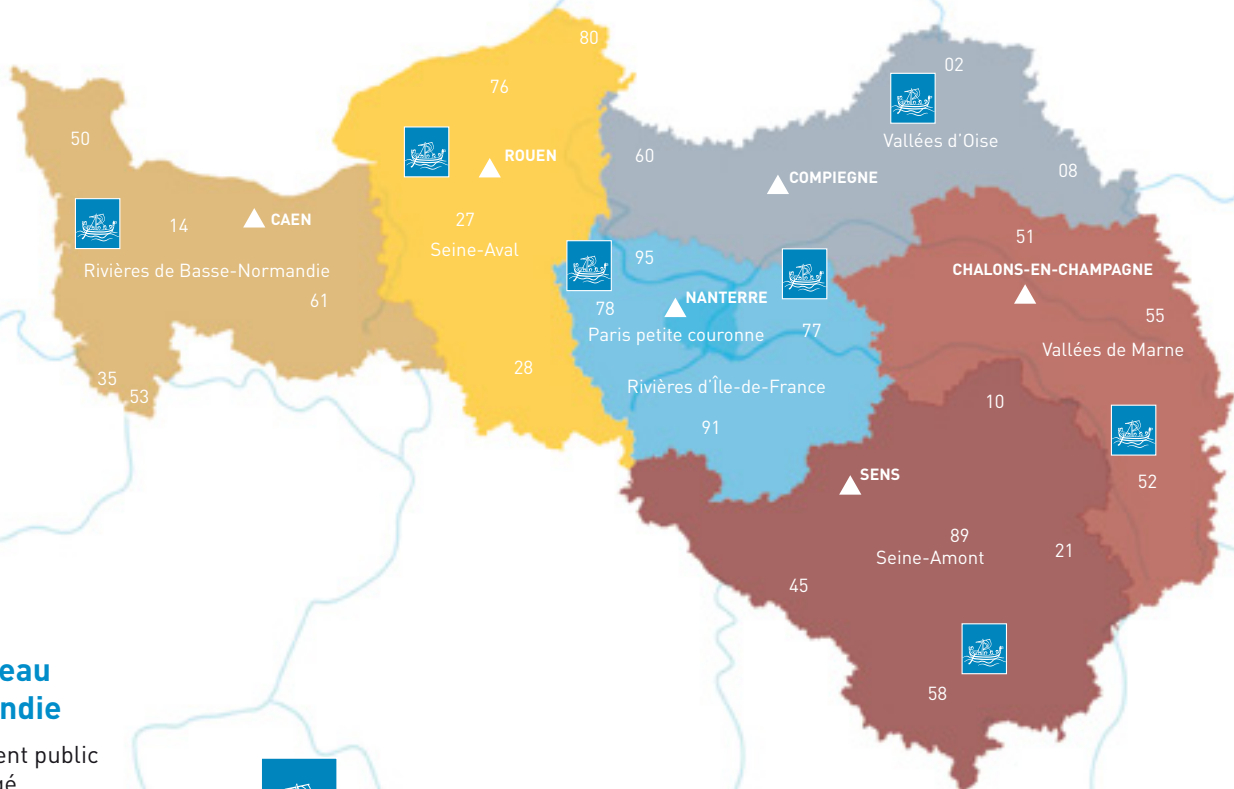 80
76
02
50
Vallées d'Oise
60
ROUEN
08
COMPIEGNE
27
14
CAEN
51
Seine-Aval
95
Rivières de Basse-Normandie
CHALONS-EN-CHAMPAGNE
61
NANTERRE
78
55
77
Paris petite couronne
Vallées de Marne
28
35
Rivières d'Île-de-France
53
10
91
SENS
52
89
21
Seine-Amont
45
eau
ndie
58
ent public
gé